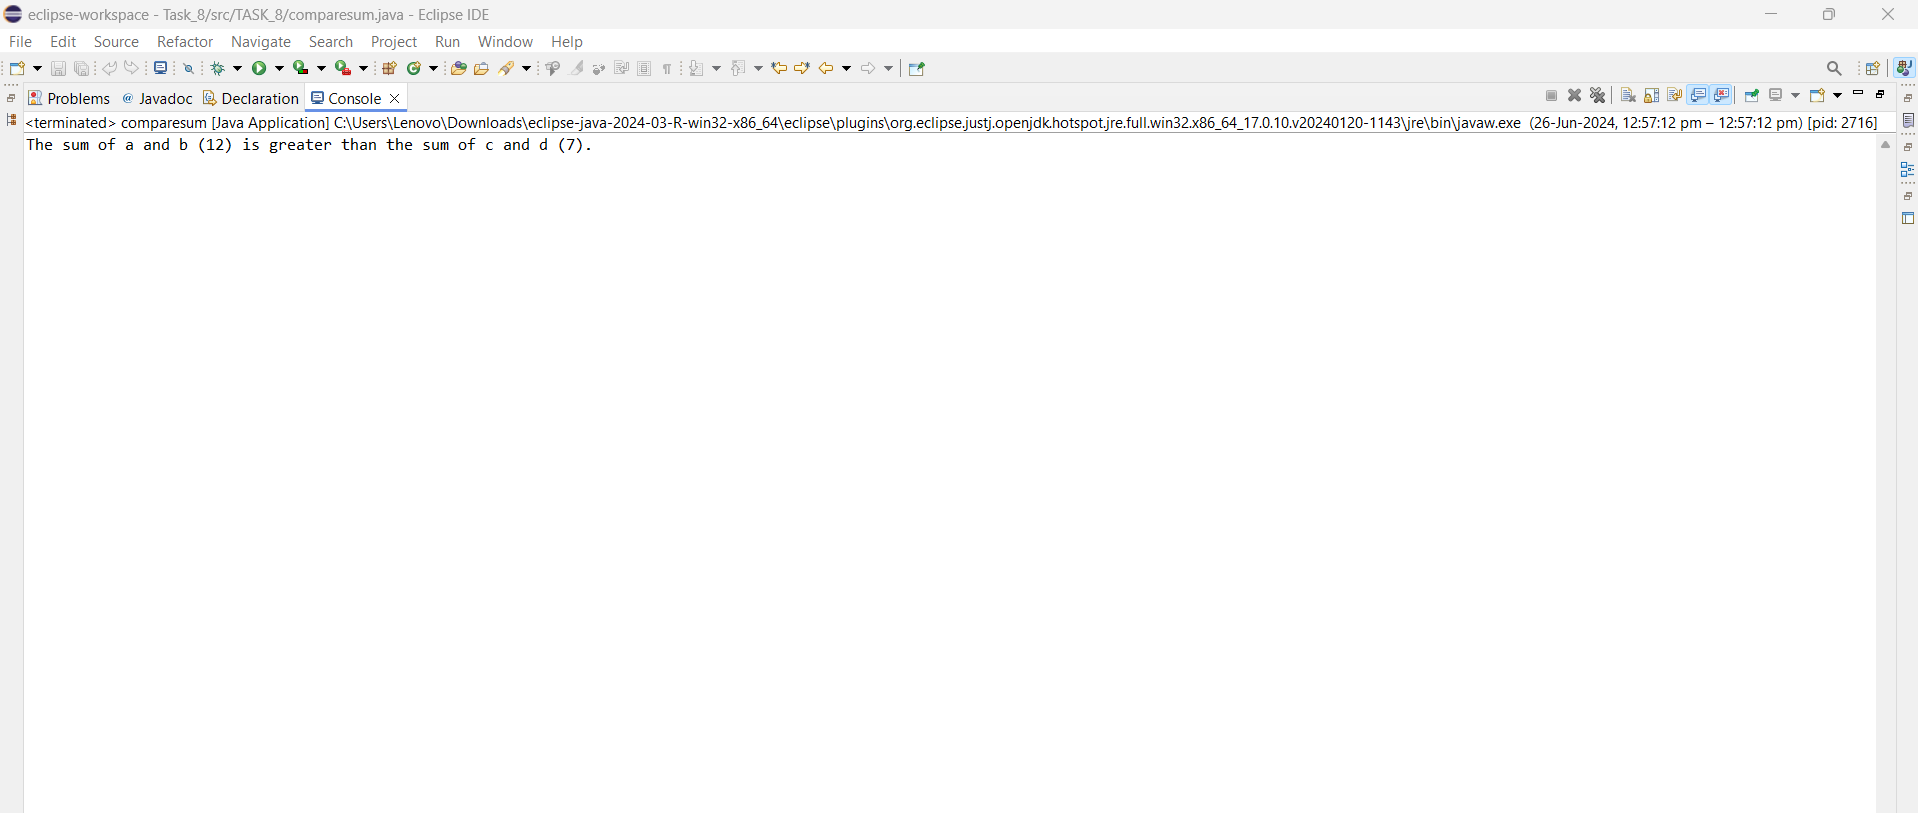 eclipse-workspace - Task_8/src/TASK_8/comparesum.java - Eclipse IDE
File Edit Source Refactor Navigate Search Project Run Window Help
Problems @ Javadoc Declaration Console
<terminated> comparesum [Java Application] C:\Users\Lenovo\Downloads\eclipse-java-2024-03-R-win32-x86_64\eclipse\plugins\org.eclipse.justj.openjdk.hotspot.jre.full.win32.x86_64_17.0.10.v20240120-1143\jre\bin\javaw.exe (26-Jun-2024, 12:57:12 pm – 12:57:12 pm) [pid: 2716]
The sum of a and b (12) is greater than the sum of c and d (7).